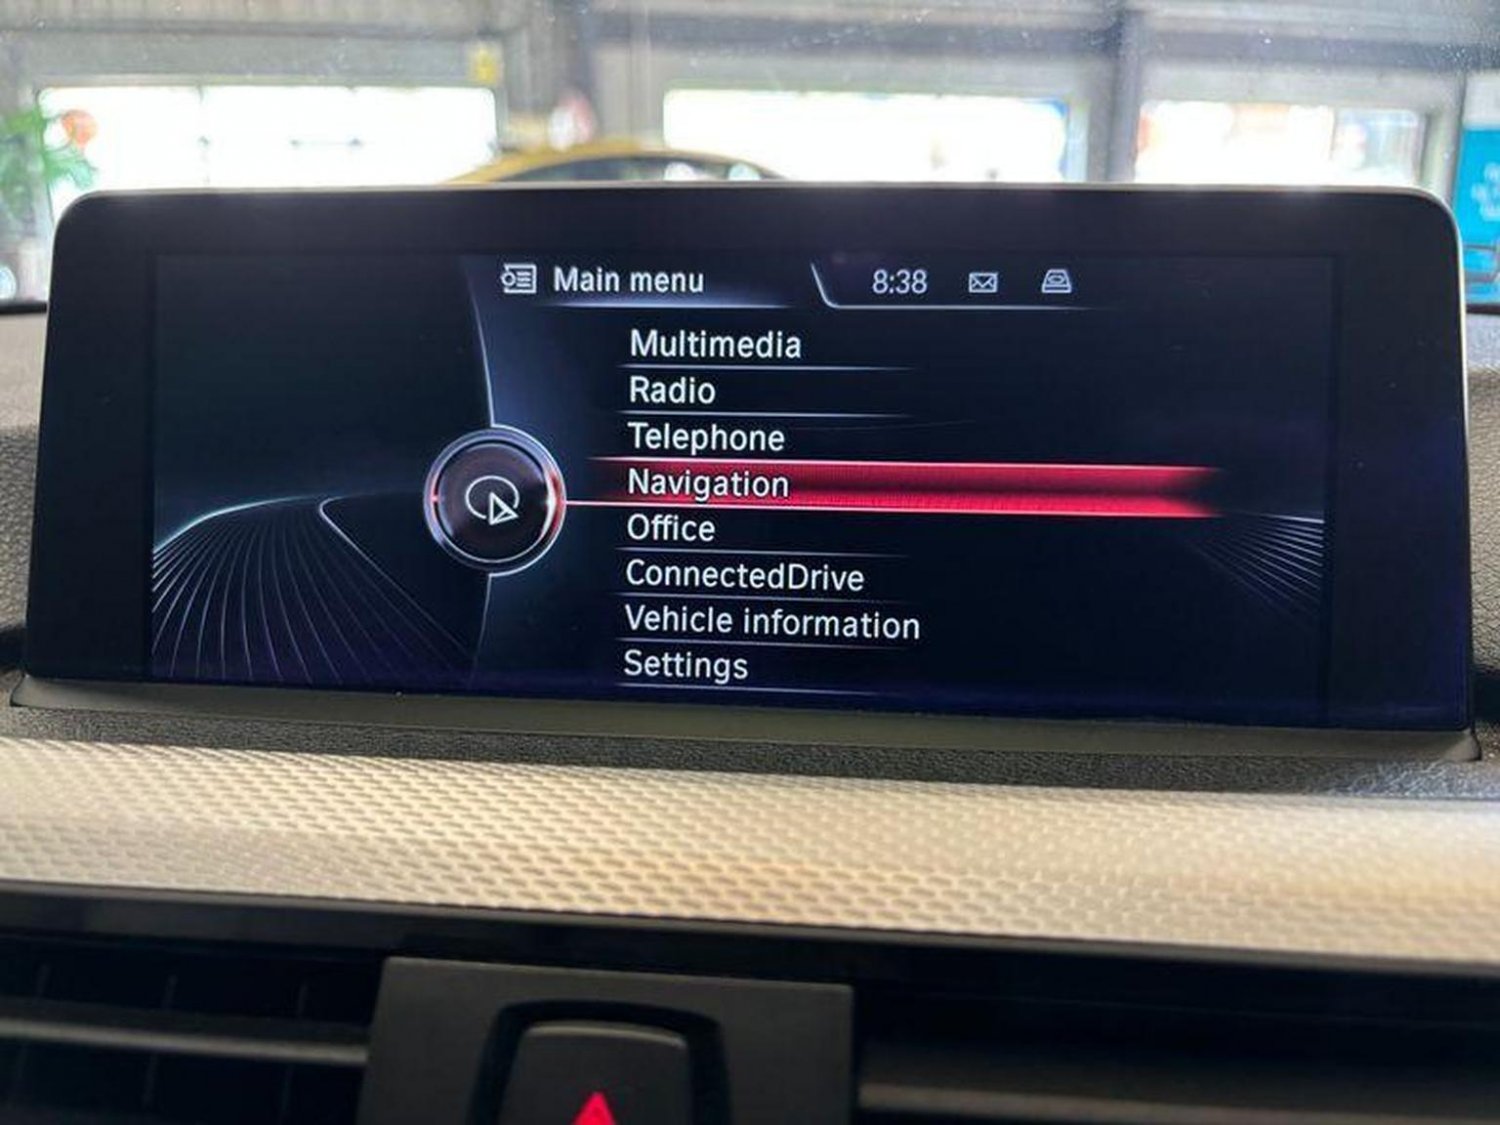 Main menu
8:38
Multimedia
Radio
Telephone
Navigation
Office
ConnectedDrive
Vehicle information
Settings